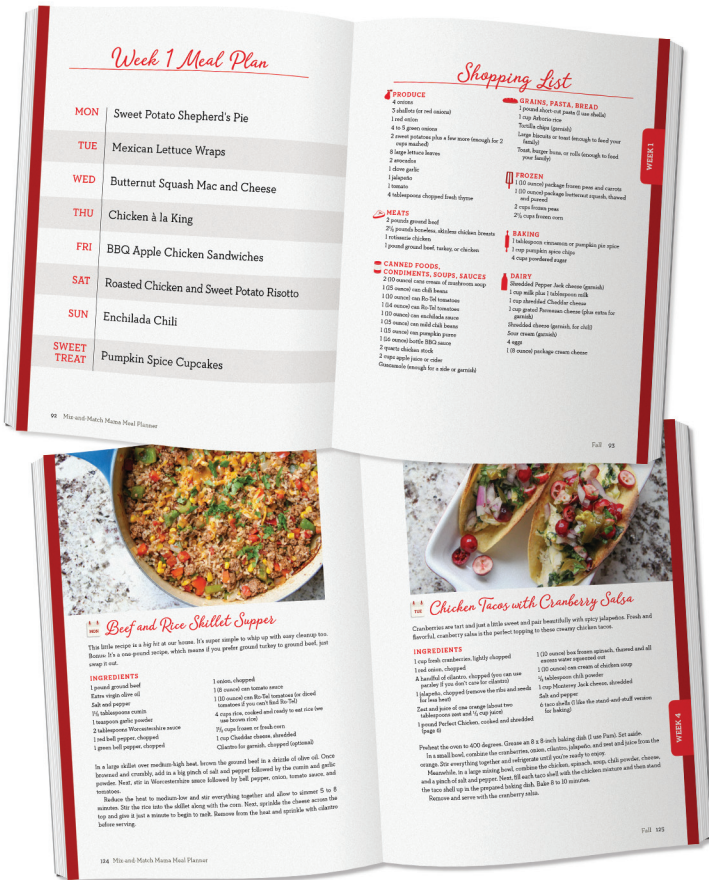 Week 1 Meal Plan
MON Sweet Potato Shepherd's Pie
TUE Mexican Lettuce Wraps
WED Butternut Squash Mac and Cheese
THU Chicken à la King
FRI BBQ Apple Chicken Sandwiches
SAT Roasted Chicken and Sweet Potato Risotto
SUN Enchilada Chili
SWEET
TREAT Pumpkin Spice Cupcakes
92 Mix-and-Match Mama Meal Planner
Shopping List
PRODUCE
4 onions
3 shallots (or red onions)
1 red onion
4 to 5 green onions
2 sweet potatoes plus a few more (enough for 2
cups mashed)
8 large lettuce leaves
2 avocados
1 clove garlic
1 jalapeño
1 tomato
4 tablespoons chopped fresh thyme
MEATS
2 pounds ground beef
2½ pounds boneless, skinless chicken breasts
1 rotisserie chicken
1 pound ground beef, turkey, or chicken
CANNED FOODS,
CONDIMENTS, SOUPS, SAUCES
2 (10 ounce) cans cream of mushroom soup
1 (15 ounce) can chili beans
1 (10 ounce) can Ro-Tel tomatoes
1 (14 ounce) can Ro-Tel tomatoes
1 (10 ounce) can enchilada sauce
1 (15 ounce) can mild chili beans
1 (15 ounce) can pumpkin puree
1 (16 ounce) bottle BBQ sauce
3 quarts chicken stock
2 cups apple juice or cider
Guacamole (enough for a side or garnish)
GRAINS, PASTA, BREAD
1 pound short-cut pasta (I use shells)
1 cup Arborio rice
Tortilla chips (garnish)
Large biscuits or toast (enough to feed your
family)
Toast, burger buns, or rolls (enough to feed
your family)
FROZEN
1 (10 ounce) package frozen peas and carrots
1 (10 ounce) package butternut squash, thawed
and pureed
2 cups frozen peas
2½ cups frozen corn
BAKING
1 tablespoon cinnamon or pumpkin pie spice
1 cup pumpkin spice chips
4 cups powdered sugar
DAIRY
Shredded Pepper Jack cheese (garnish)
1 cup milk plus 1 tablespoon milk
1 cup shredded Cheddar cheese
1 cup grated Parmesan cheese (plus extra for
garnish)
Shredded cheese (garnish, for chili)
Sour cream (garnish)
4 eggs
1 (8 ounce) package cream cheese
WEEK 1
Fall 93
MON Beef and Rice Skillet Supper
This little recipe is a big hit at our house. It's super simple to whip up with easy cleanup too.
Bonus: It's a one-pound recipe, which means if you prefer ground turkey to ground beef, just
swap it out.
INGREDIENTS
1 pound ground beef
Extra virgin olive oil
Salt and pepper
1½ tablespoons cumin
1 teaspoon garlic powder
2 tablespoons Worcestershire sauce
1 red bell pepper, chopped
1 green bell pepper, chopped
1 onion, chopped
1 (8 ounce) can tomato sauce
1 (10 ounce) can Ro-Tel tomatoes (or diced
tomatoes if you can't find Ro-Tel)
4 cups rice, cooked and ready to eat rice (we
use brown rice)
1½ cups frozen or fresh corn
1 cup Cheddar cheese, shredded
Cilantro for garnish, chopped (optional)
In a large skillet over medium-high heat, brown the ground beef in a drizzle of olive oil. Once
browned and crumbly, add in a big pinch of salt and pepper followed by the cumin and garlic
powder. Next, stir in Worcestershire sauce followed by bell pepper, onion, tomato sauce, and
tomatoes.
Reduce the heat to medium-low and stir everything together and allow to simmer 5 to 8
minutes. Stir the rice into the skillet along with the corn. Next, sprinkle the cheese across the
top and give it just a minute to begin to melt. Remove from the heat and sprinkle with cilantro
before serving.
124 Mix-and-Match Mama Meal Planner
TUE Chicken Tacos with Cranberry Salsa
Cranberries are tart and just a little sweet and pair beautifully with spicy jalapeños. Fresh and
flavorful, cranberry salsa is the perfect topping to these creamy chicken tacos.
INGREDIENTS
1 cup fresh cranberries, lightly chopped
1 red onion, chopped
A handful of cilantro, chopped (you can use
parsley if you don't care for cilantro)
1 jalapeño, chopped (remove the ribs and seeds
for less heat)
Zest and juice of one orange (about two
tablespoons zest and ¼ cup juice)
1 pound Perfect Chicken, cooked and shredded
(page 6)
1 (10 ounce) box frozen spinach, thawed and all
excess water squeezed out
1 (10 ounce) can cream of chicken soup
½ tablespoon chili powder
1 cup Monterey Jack cheese, shredded
Salt and pepper
6 taco shells (I like the stand-and-stuff version
for baking)
Preheat the oven to 400 degrees. Grease an 8 x 8-inch baking dish (I use Pam). Set aside.
In a small bowl, combine the cranberries, onion, cilantro, jalapeño, and zest and juice from the
orange. Stir everything together and refrigerate until you're ready to enjoy.
Meanwhile, in a large mixing bowl, combine the chicken, spinach, soup, chili powder, cheese,
and a pinch of salt and pepper. Next, fill each taco shell with the chicken mixture and then stand
the taco shell up in the prepared baking dish. Bake 8 to 10 minutes.
Remove and serve with the cranberry salsa.
WEEK 4
Fall 125